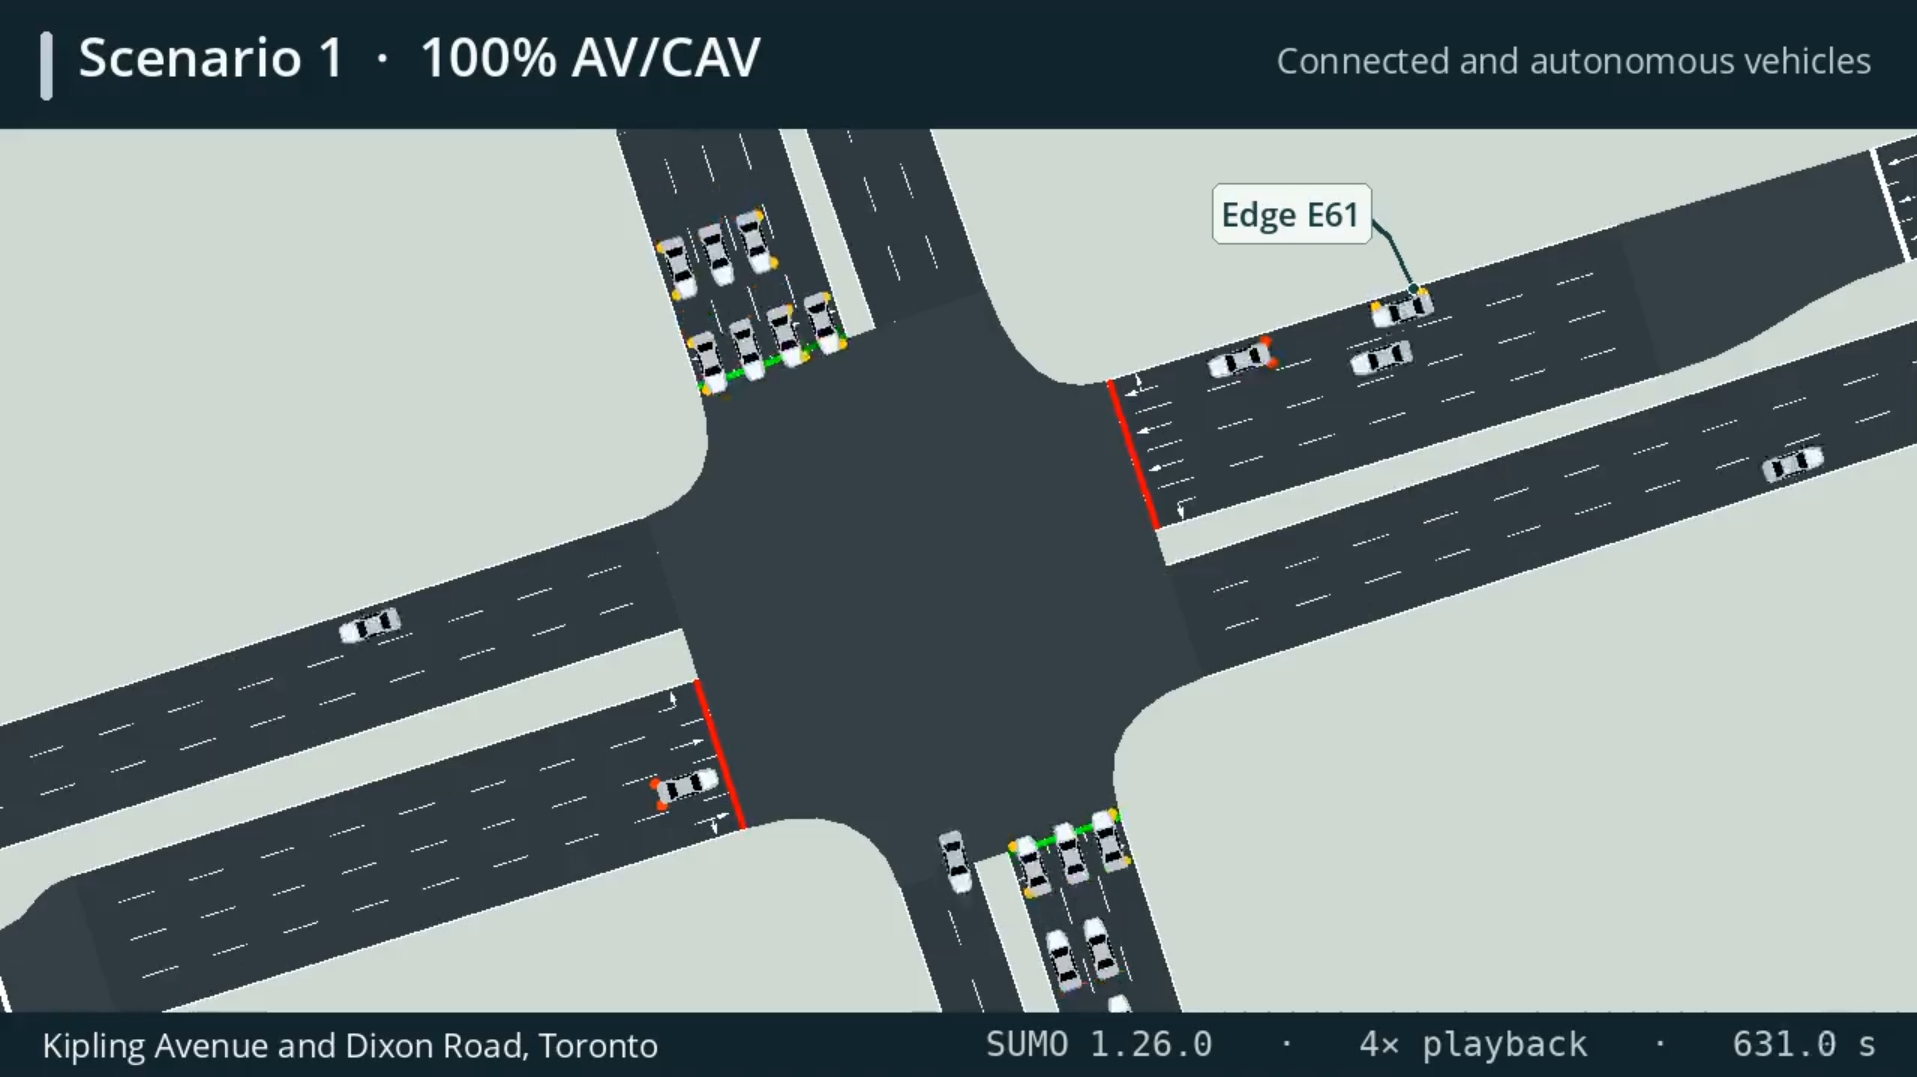 Scenario 1 · 100% AV/CAV
Connected and autonomous vehicles
Edge E61
Kipling Avenue and Dixon Road, Toronto
SUMO 1.26.0 · 4× playback · 631.0 s